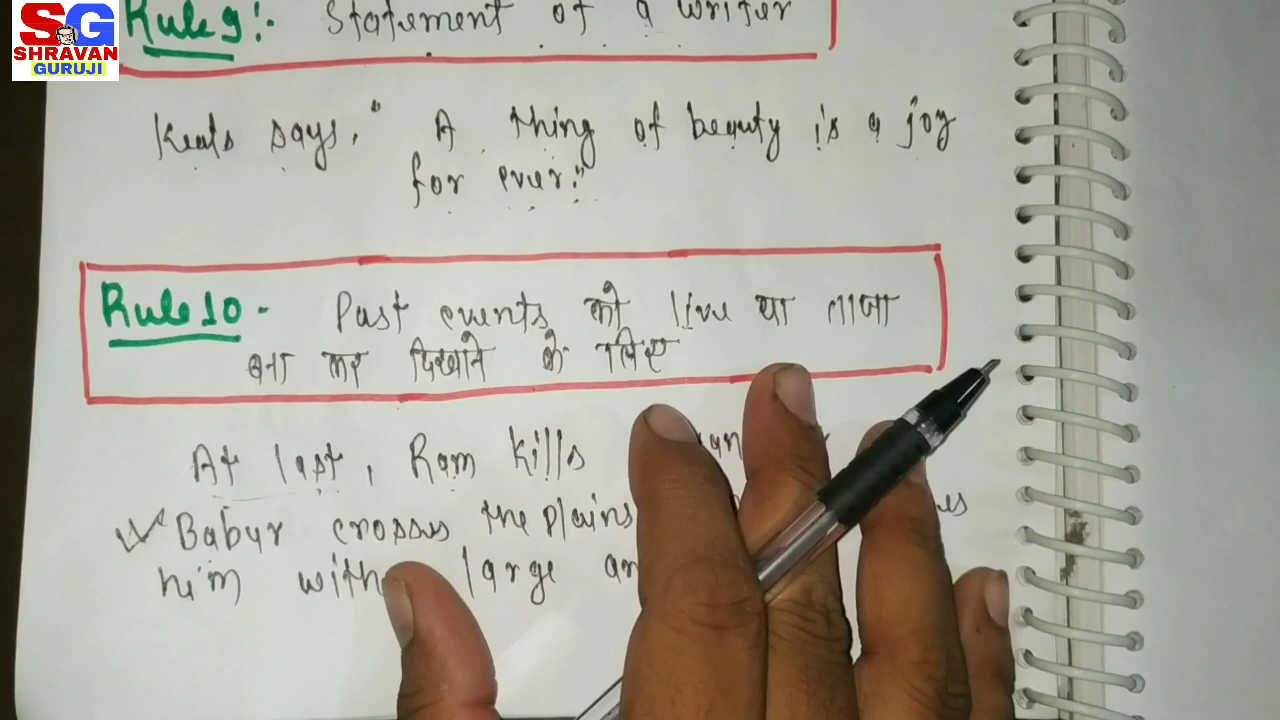 SG
SHRAVAN
GURUJI
Rule 9:- Statement of a writer
Keats says, " A thing of beauty is a joy
for ever."
Rule 10 - Past events को live या ताजा
बना कर दिखाने के लिए
At last, Ram kills
Babur crosses the plains
him with large